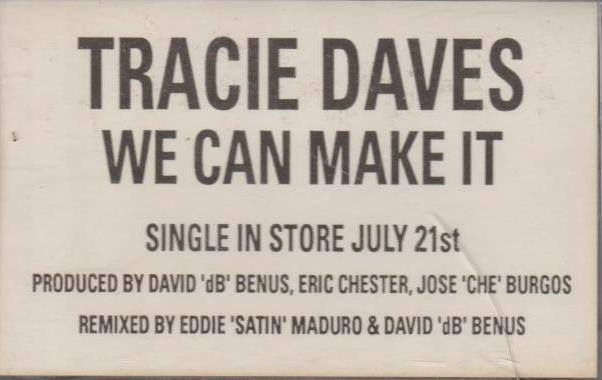 TRACIE DAVES
WE CAN MAKE IT
SINGLE IN STORE JULY 21st
PRODUCED BY DAVID 'dB' BENUS, ERIC CHESTER, JOSE 'CHE' BURGOS
REMIXED BY EDDIE 'SATIN' MADURO & DAVID 'dB' BENUS